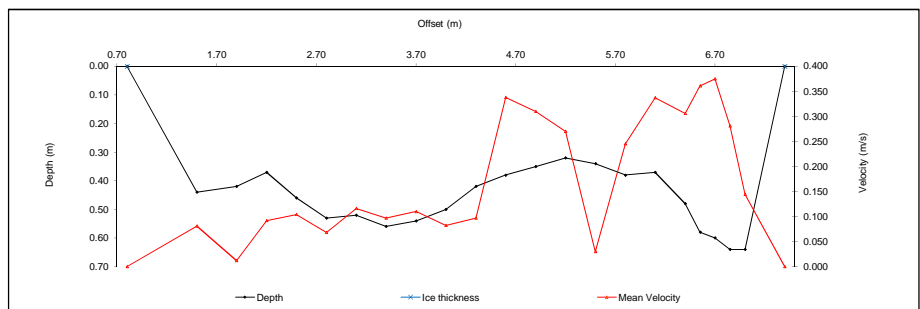 Offset (m)
0.70 1.70 2.70 3.70 4.70 5.70 6.70
0.00 0.400
0.10 0.350
0.20 0.300
0.30 0.250
0.40 0.200
0.50 0.150
0.60 0.100
0.70 0.050
0.000
Depth (m)
Velocity (m/s)
Depth Ice thickness Mean Velocity